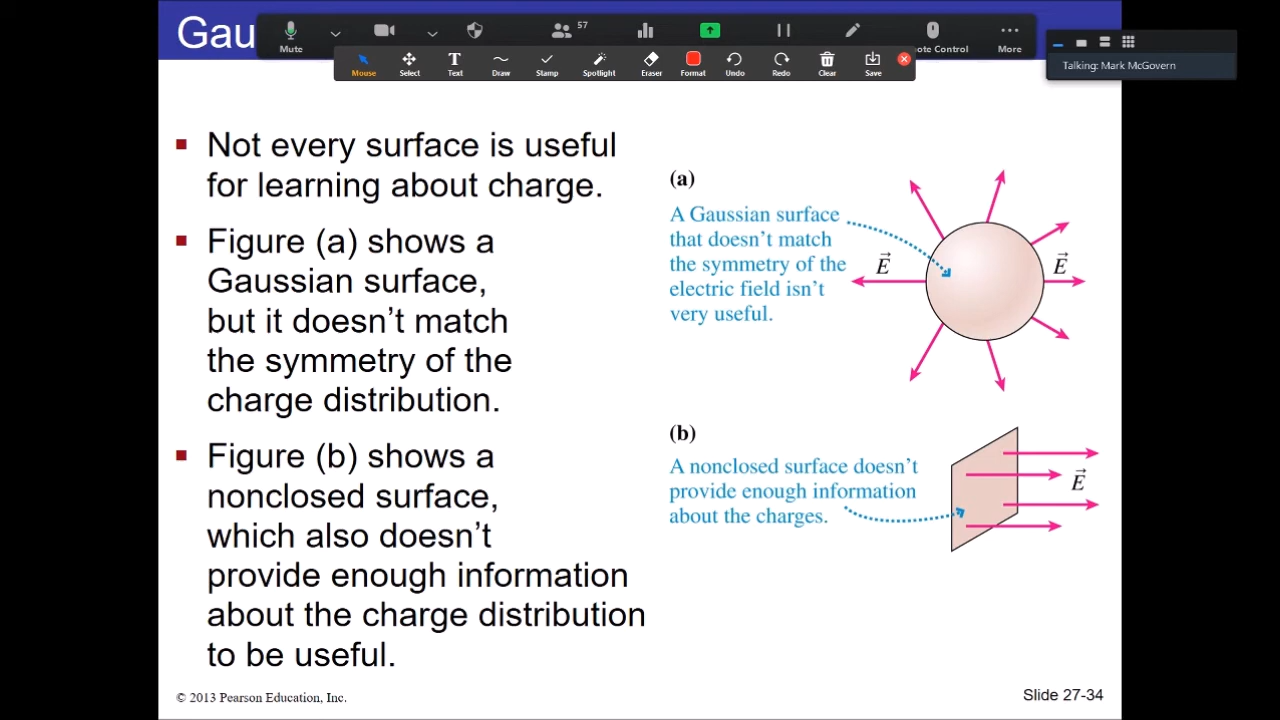 Gau
Mute
57
ote Control
More
Mouse
Select
Text
Draw
Stamp
Spotlight
Eraser
Format
Undo
Redo
Clear
Save
Talking: Mark McGovern
Not every surface is useful
for learning about charge.
Figure (a) shows a
Gaussian surface,
but it doesn’t match
the symmetry of the
charge distribution.
Figure (b) shows a
nonclosed surface,
which also doesn’t
provide enough information
about the charge distribution
to be useful.
(a)
A Gaussian surface
that doesn’t match
the symmetry of the
electric field isn’t
very useful.
E
E
(b)
A nonclosed surface doesn’t
provide enough information
about the charges.
E
© 2013 Pearson Education, Inc.
Slide 27-34